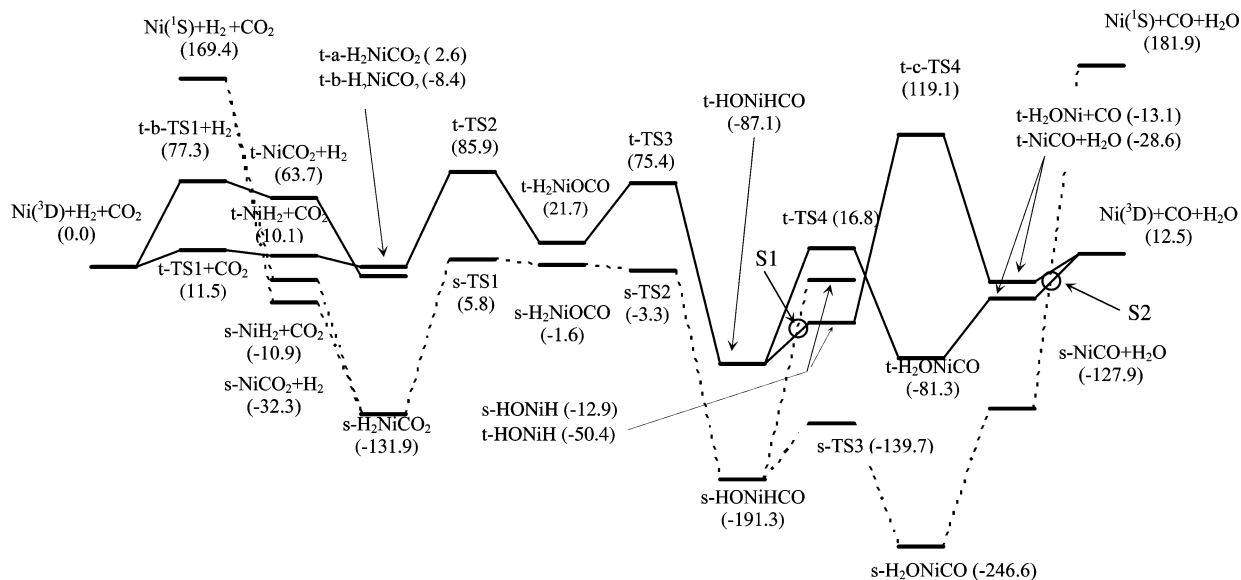 Ni(¹S)+H₂+CO₂
(169.4)
t-a-H₂NiCO₂ ( 2.6)
t-b-H,NiCO, (-8.4)
t-b-TS1+H₂
(77.3)
t-NiCO₂+H₂
(63.7)
Ni(³D)+H₂+CO₂
(0.0)
t-NiH₂+CO₂
(10.1)
t-TS1+CO₂
(11.5)
s-NiH₂+CO₂
(-10.9)
s-NiCO₂+H₂
(-32.3)
s-H₂NiCO₂
(-131.9)
t-TS2
(85.9)
s-TS1
(5.8)
t-H₂NiOCO
(21.7)
s-H₂NiOCO
(-1.6)
t-TS3
(75.4)
s-TS2
(-3.3)
t-HONiHCO
(-87.1)
s-HONiH (-12.9)
t-HONiH (-50.4)
s-HONiHCO
(-191.3)
S1
t-TS4 (16.8)
t-c-TS4
(119.1)
s-TS3 (-139.7)
t-H₂ONiCO
(-81.3)
s-H₂ONiCO (-246.6)
t-H₂ONi+CO (-13.1)
t-NiCO+H₂O (-28.6)
Ni(¹S)+CO+H₂O
(181.9)
Ni(³D)+CO+H₂O
(12.5)
S2
s-NiCO+H₂O
(-127.9)